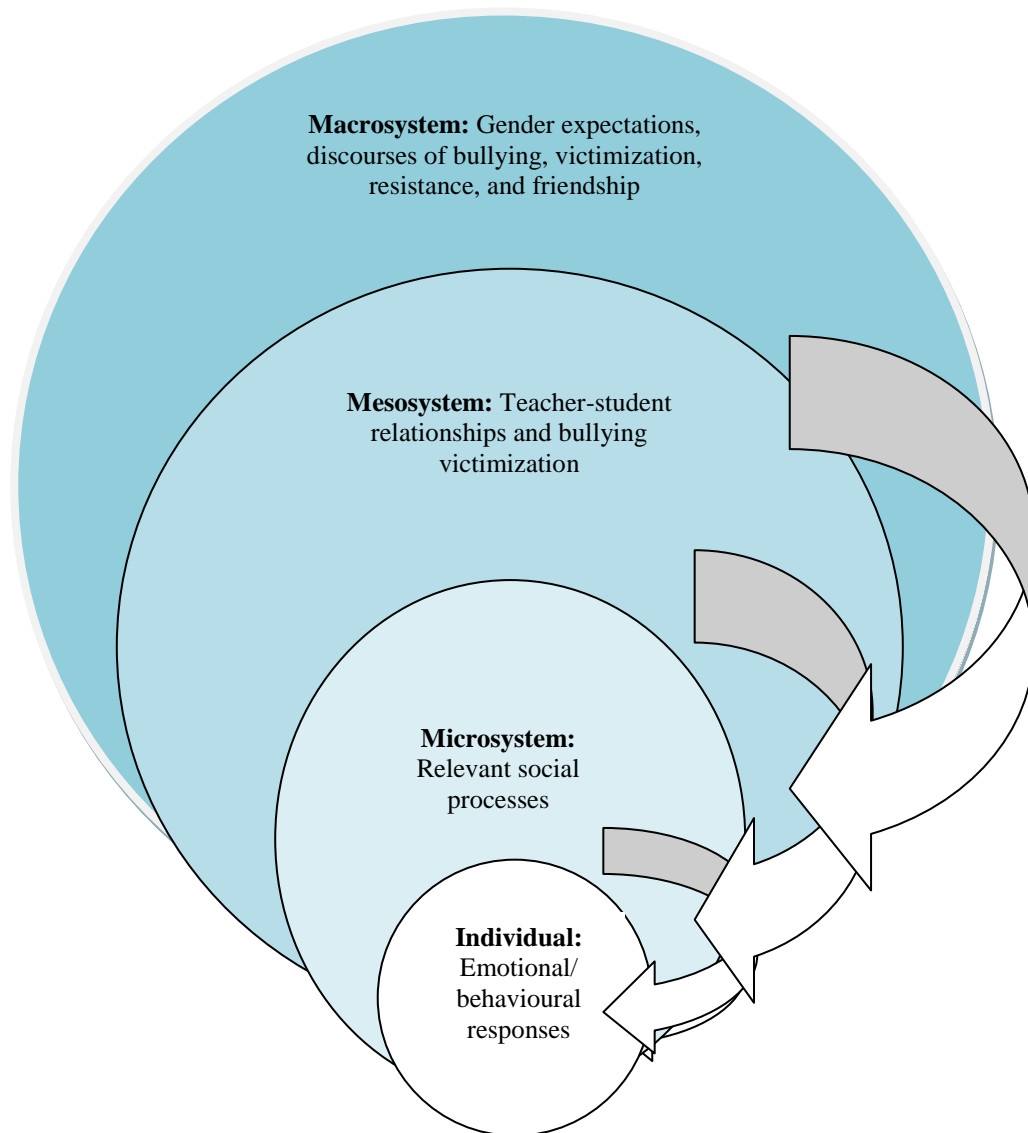 Macrosystem: Gender expectations,
discourses of bullying, victimization,
resistance, and friendship
Mesosystem: Teacher-student
relationships and bullying
victimization
Microsystem:
Relevant social
processes
Individual:
Emotional/
behavioural
responses